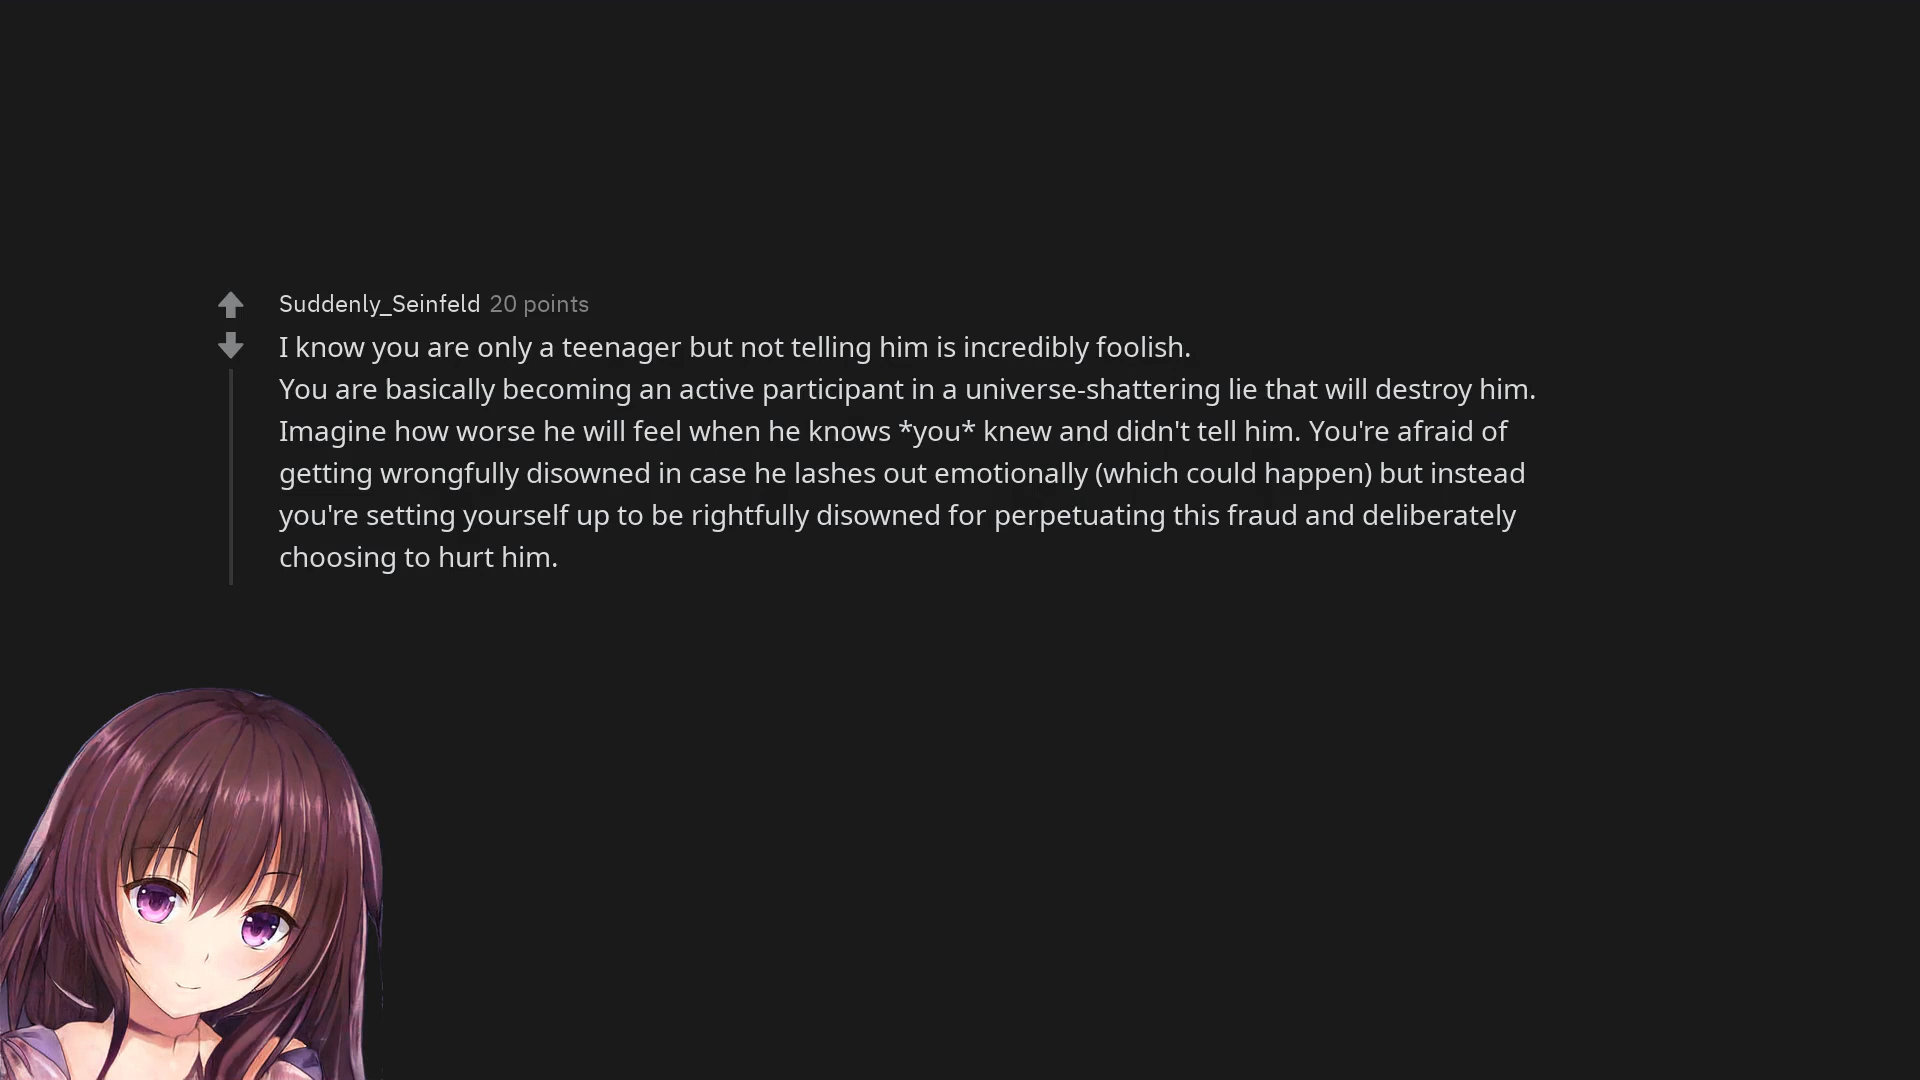 Suddenly_Seinfeld 20 points
I know you are only a teenager but not telling him is incredibly foolish.
You are basically becoming an active participant in a universe-shattering lie that will destroy him.
Imagine how worse he will feel when he knows *you* knew and didn't tell him. You're afraid of
getting wrongfully disowned in case he lashes out emotionally (which could happen) but instead
you're setting yourself up to be rightfully disowned for perpetuating this fraud and deliberately
choosing to hurt him.